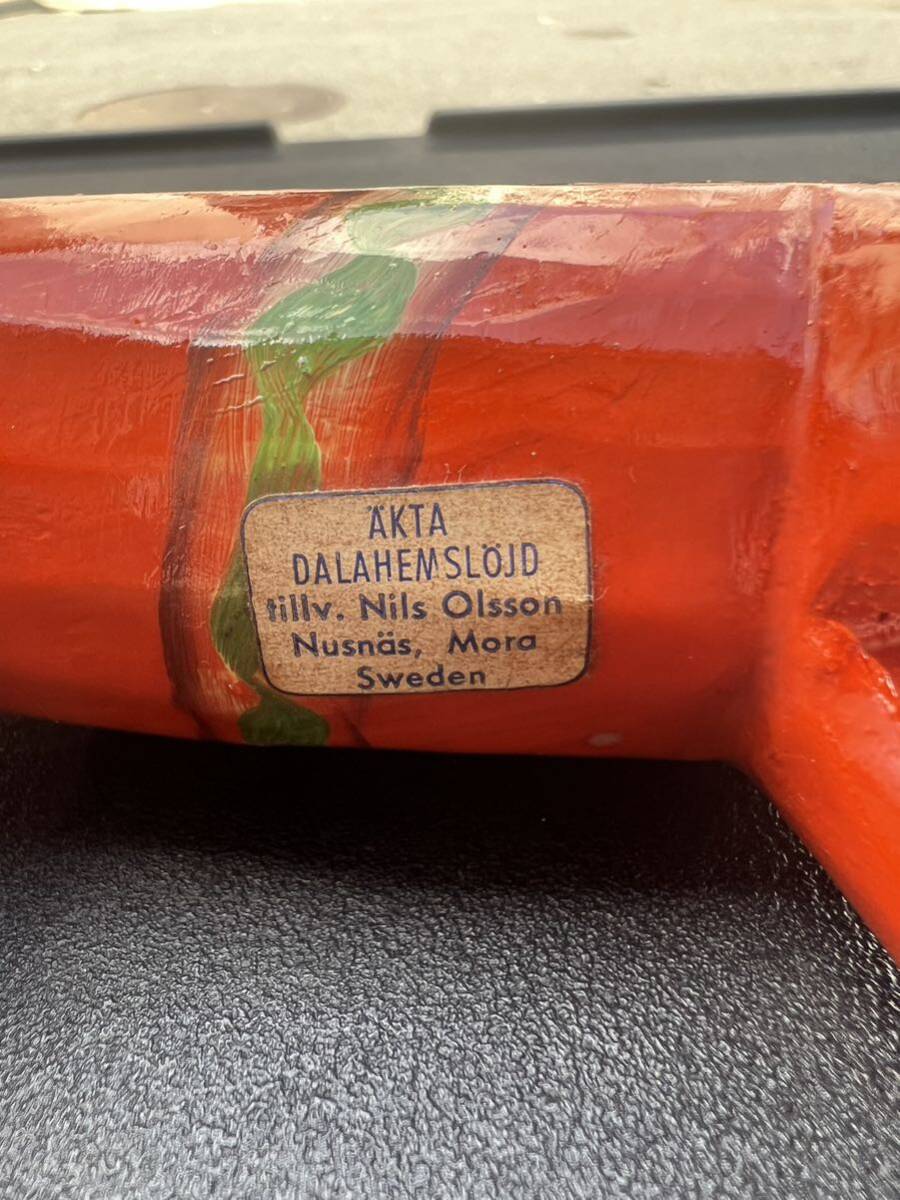 ÄKTA
DALAHEMSLÖJD
tillv. Nils Olsson
Nusnäs, Mora
Sweden